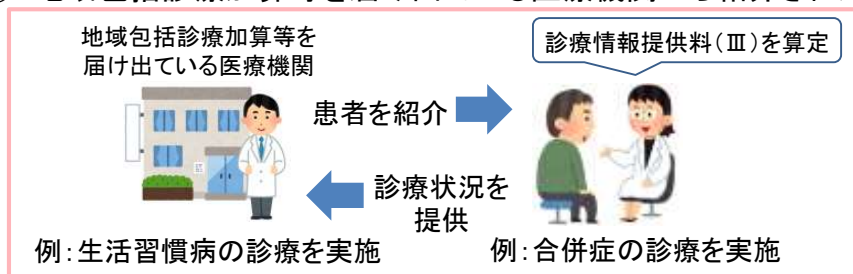 地域包括診療加算等を
届け出ている医療機関
診療情報提供料(Ⅲ)を算定
患者を紹介
診療状況を
提供
例:生活習慣病の診療を実施
例:合併症の診療を実施